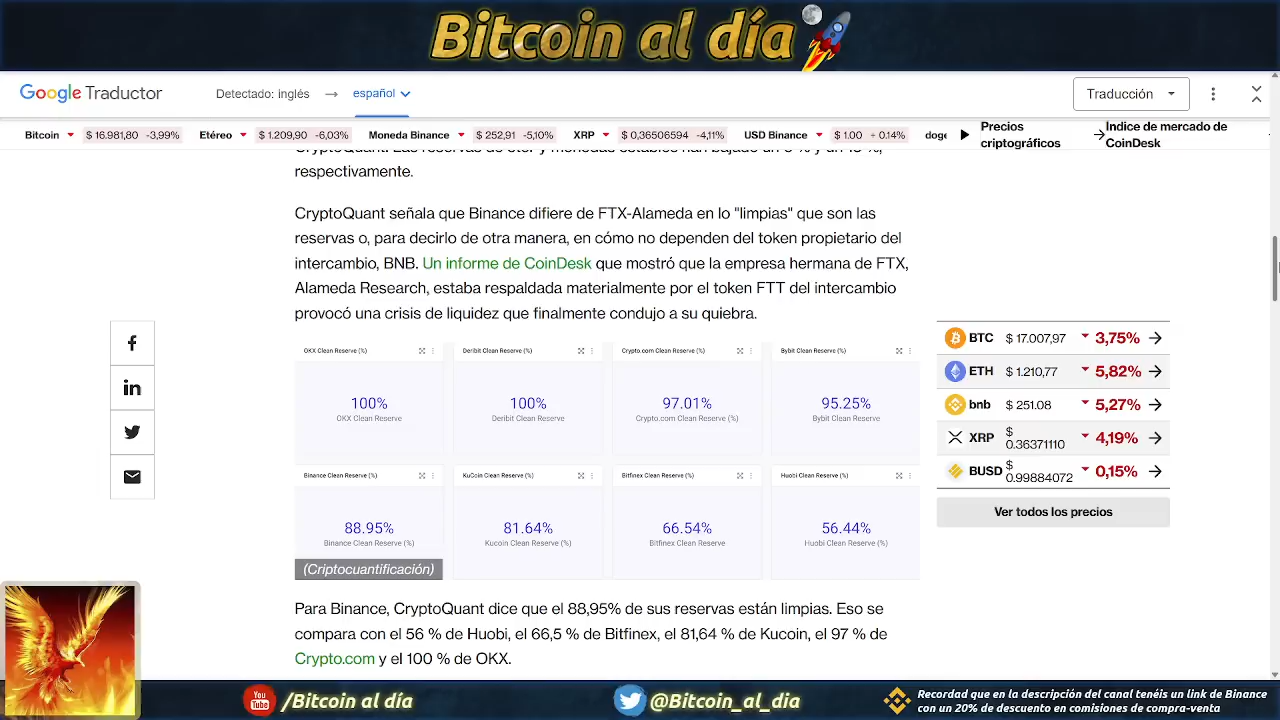 Bitcoin al día
Google Traductor
Detectado: inglés → español
Traducción
Bitcoin $ 16.981,80 -3,99% Etéreo $ 1.209,90 -6,03% Moneda Binance $ 252,91 -5,10% XRP $ 0,36506594 -4,11% USD Binance $ 1.00 + 0.14% doge
Precios criptográficos
Indice de mercado de CoinDesk
respectivamente.
CryptoQuant señala que Binance difiere de FTX-Alameda en lo "limpias" que son las
reservas o, para decirlo de otra manera, en cómo no dependen del token propietario del
intercambio, BNB. Un informe de CoinDesk que mostró que la empresa hermana de FTX,
Alameda Research, estaba respaldada materialmente por el token FTT del intercambio
provocó una crisis de liquidez que finalmente condujo a su quiebra.
OKX Clean Reserve (%)
100%
OKX Clean Reserve
Deribit Clean Reserve (%)
100%
Deribit Clean Reserve
Crypto.com Clean Reserve (%)
97.01%
Crypto.com Clean Reserve (%)
Bybit Clean Reserve (%)
95.25%
Bybit Clean Reserve
Binance Clean Reserve (%)
88.95%
Binance Clean Reserve (%)
KuCoin Clean Reserve (%)
81.64%
Kucoin Clean Reserve (%)
Bitfinex Clean Reserve (%)
66.54%
Bitfinex Clean Reserve
Huobi Clean Reserve (%)
56.44%
Huobi Clean Reserve (%)
(Criptocuantificación)
Para Binance, CryptoQuant dice que el 88,95% de sus reservas están limpias. Eso se
compara con el 56 % de Huobi, el 66,5 % de Bitfinex, el 81,64 % de Kucoin, el 97 % de
Crypto.com y el 100 % de OKX.
BTC $ 17.007,97 3,75%
ETH $ 1.210,77 5,82%
bnb $ 251.08 5,27%
XRP $ 0.36371110 4,19%
BUSD $ 0.99884072 0,15%
Ver todos los precios
You Tube /Bitcoin al día
@Bitcoin_al_dia
Recordad que en la descripción del canal tenéis un link de Binance
con un 20% de descuento en comisiones de compra-venta